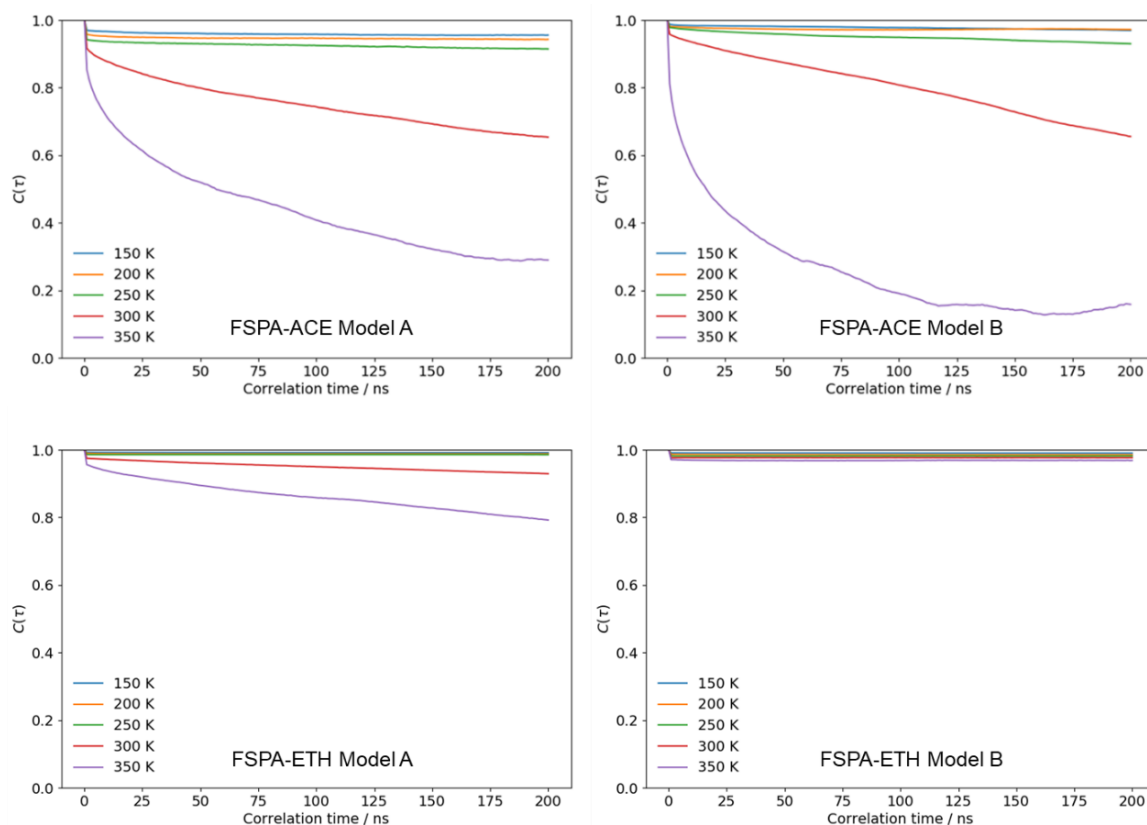 1.0
0.8
0.6
0.4
0.2
0.0
C(τ)
150 K
200 K
250 K
300 K
350 K
FSPA-ACE Model A
0 25 50 75 100 125 150 175 200
Correlation time / ns
1.0
0.8
0.6
0.4
0.2
0.0
C(τ)
150 K
200 K
250 K
300 K
350 K
FSPA-ACE Model B
0 25 50 75 100 125 150 175 200
Correlation time / ns
1.0
0.8
0.6
0.4
0.2
0.0
C(τ)
150 K
200 K
250 K
300 K
350 K
FSPA-ETH Model A
0 25 50 75 100 125 150 175 200
Correlation time / ns
1.0
0.8
0.6
0.4
0.2
0.0
C(τ)
150 K
200 K
250 K
300 K
350 K
FSPA-ETH Model B
0 25 50 75 100 125 150 175 200
Correlation time / ns